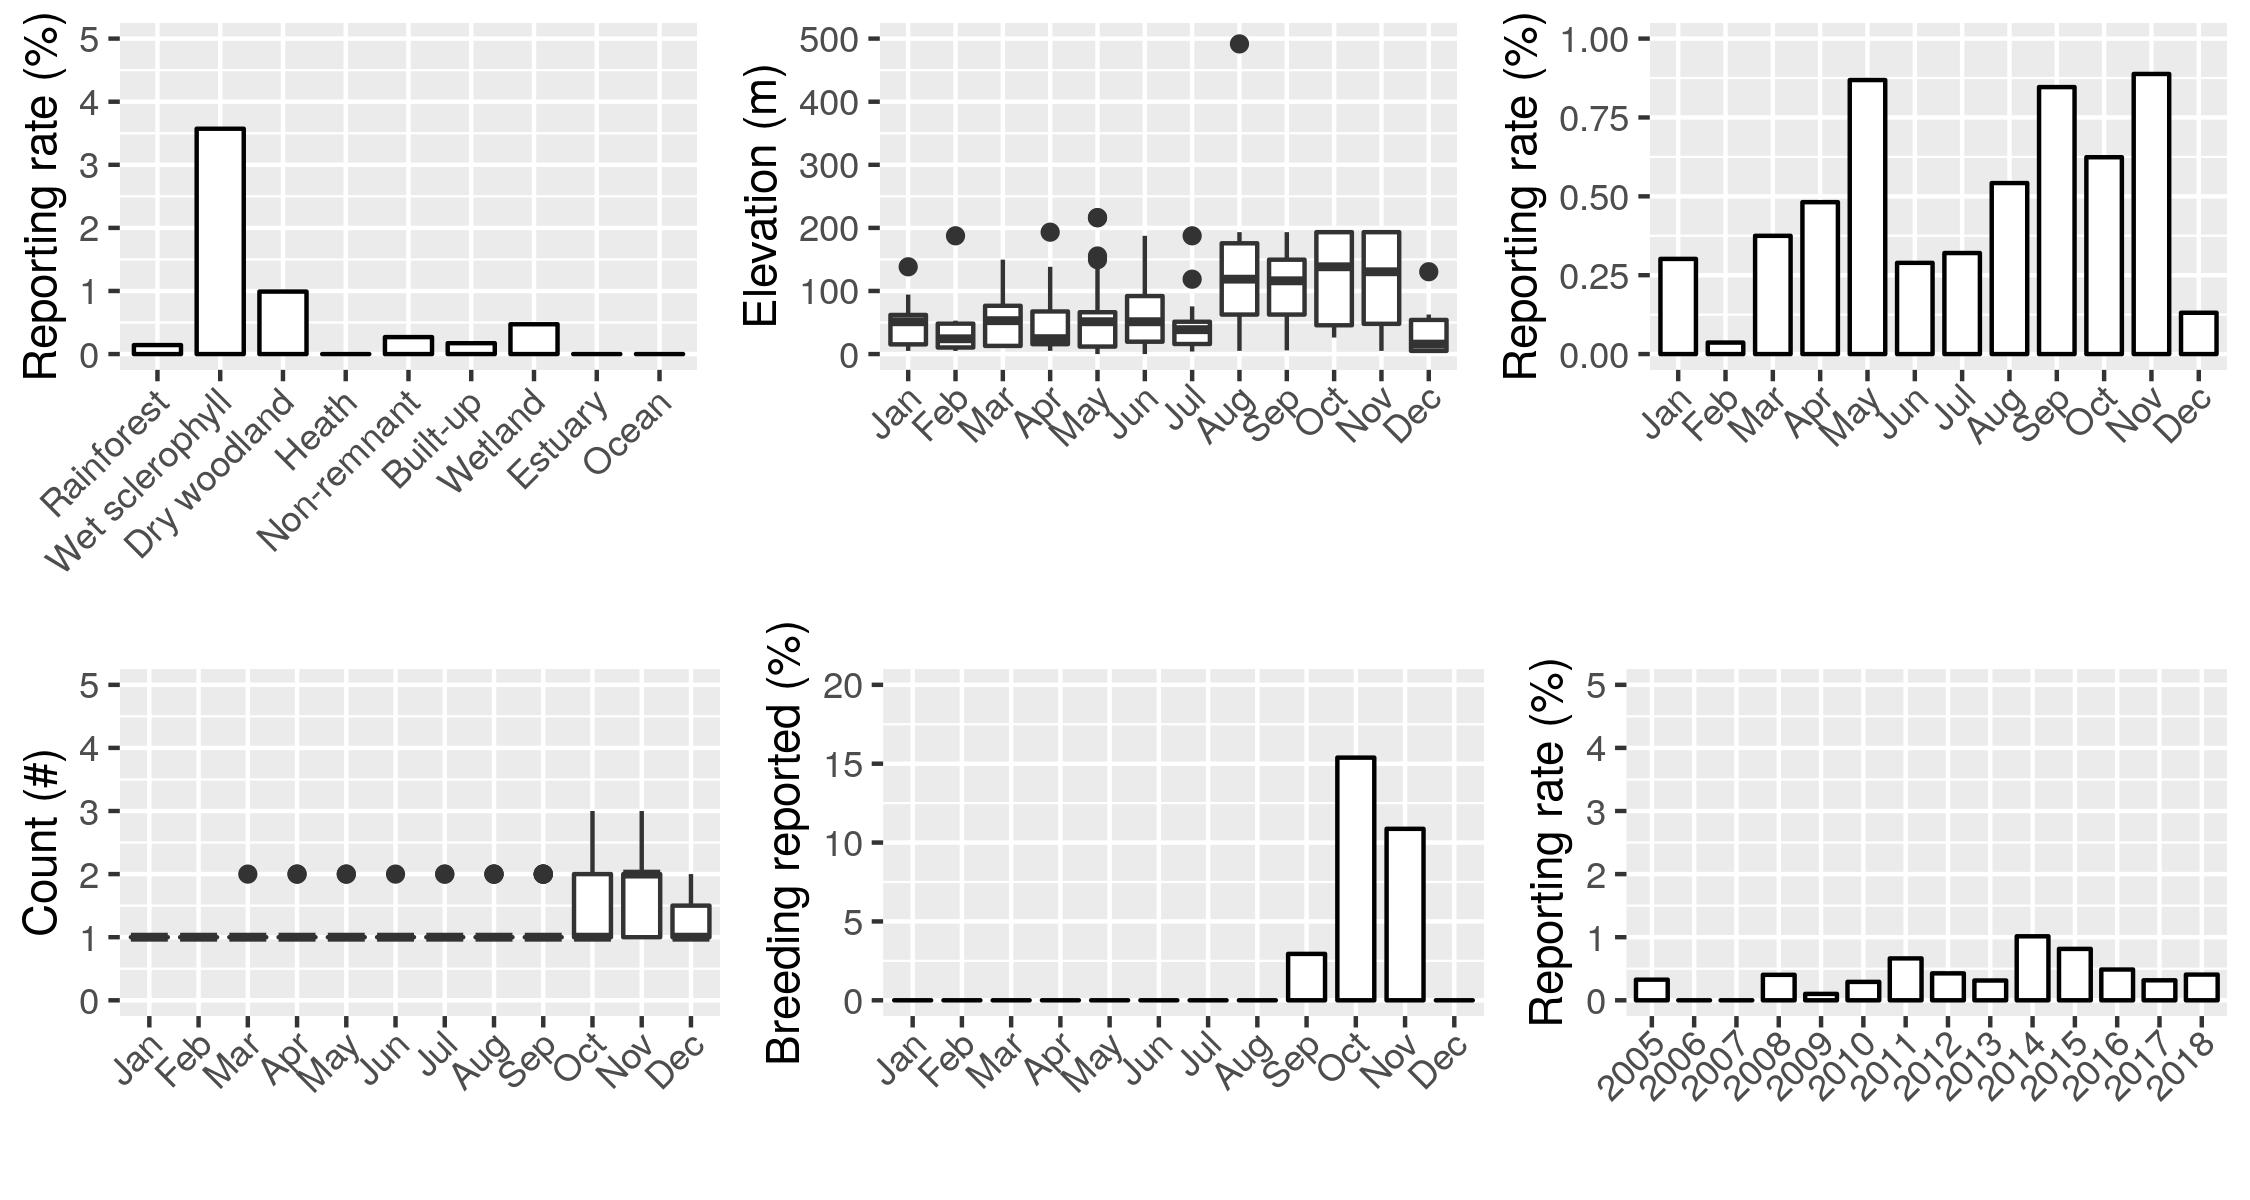 Reporting rate (%)
5
4
3
2
1
0
Rainforest
Wet sclerophyll
Dry woodland
Heath
Non-remnant
Built-up
Wetland
Estuary
Ocean
Elevation (m)
500
400
300
200
100
0
Jan
Feb
Mar
Apr
May
Jun
Jul
Aug
Sep
Oct
Nov
Dec
Reporting rate (%)
1.00
0.75
0.50
0.25
0.00
Jan
Feb
Mar
Apr
May
Jun
Jul
Aug
Sep
Oct
Nov
Dec
Count (#)
5
4
3
2
1
0
Jan
Feb
Mar
Apr
May
Jun
Jul
Aug
Sep
Oct
Nov
Dec
Breeding reported (%)
20
15
10
5
0
Jan
Feb
Mar
Apr
May
Jun
Jul
Aug
Sep
Oct
Nov
Dec
Reporting rate (%)
5
4
3
2
1
0
2005
2006
2007
2008
2009
2010
2011
2012
2013
2014
2015
2016
2017
2018